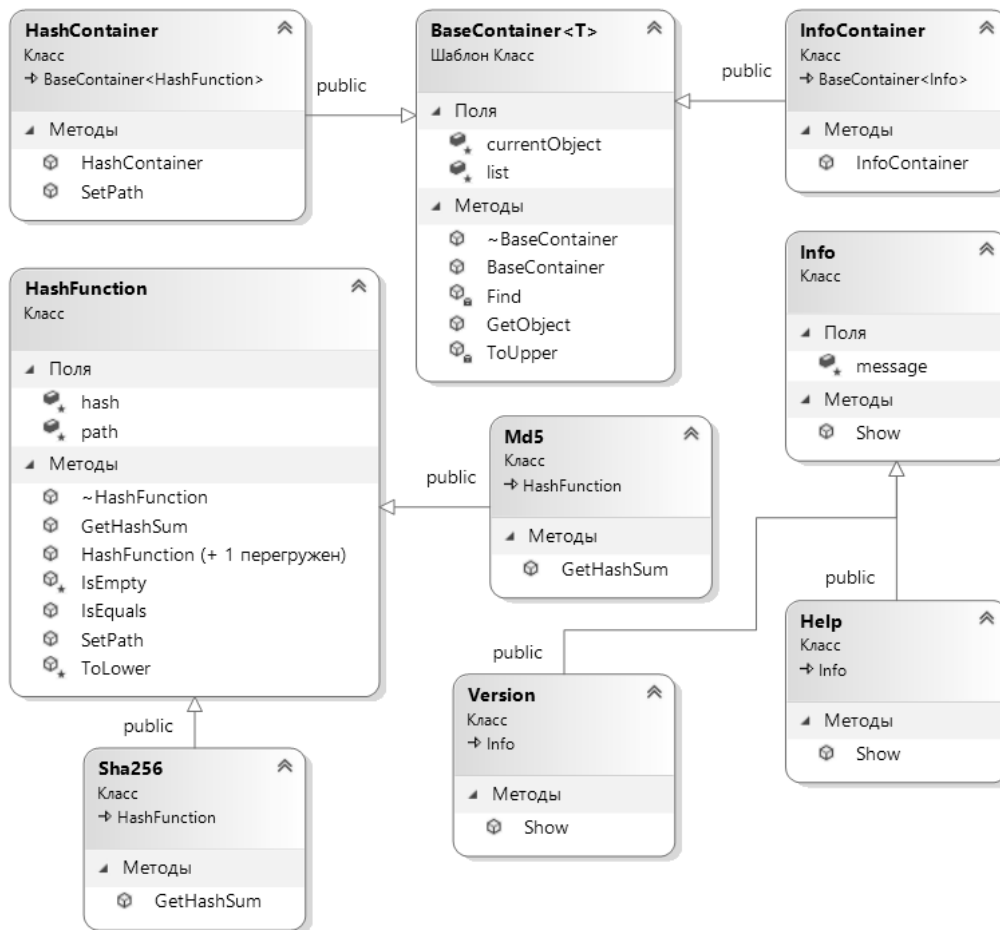 HashContainer
Класс
BaseContainer<HashFunction>
Методы
HashContainer
SetPath
public
BaseContainer<T>
Шаблон Класс
Поля
currentObject
list
Методы
~BaseContainer
BaseContainer
Find
GetObject
ToUpper
public
InfoContainer
Класс
BaseContainer<Info>
Методы
InfoContainer
HashFunction
Класс
Поля
hash
path
Методы
~HashFunction
GetHashSum
HashFunction (+ 1 перегружен)
IsEmpty
IsEquals
SetPath
ToLower
Info
Класс
Поля
message
Методы
Show
public
Md5
Класс
HashFunction
Методы
GetHashSum
public
Sha256
Класс
HashFunction
Методы
GetHashSum
public
Version
Класс
Info
Методы
Show
public
Help
Класс
Info
Методы
Show